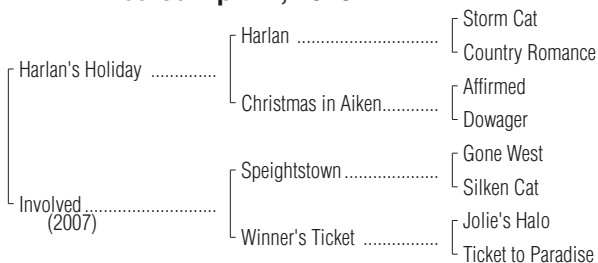 Storm Cat
Harlan
Country Romance
Harlan's Holiday
Affirmed
Christmas in Aiken
Dowager
Gone West
Speightstown
Silken Cat
Involved
(2007)
Jolie's Halo
Winner's Ticket
Ticket to Paradise